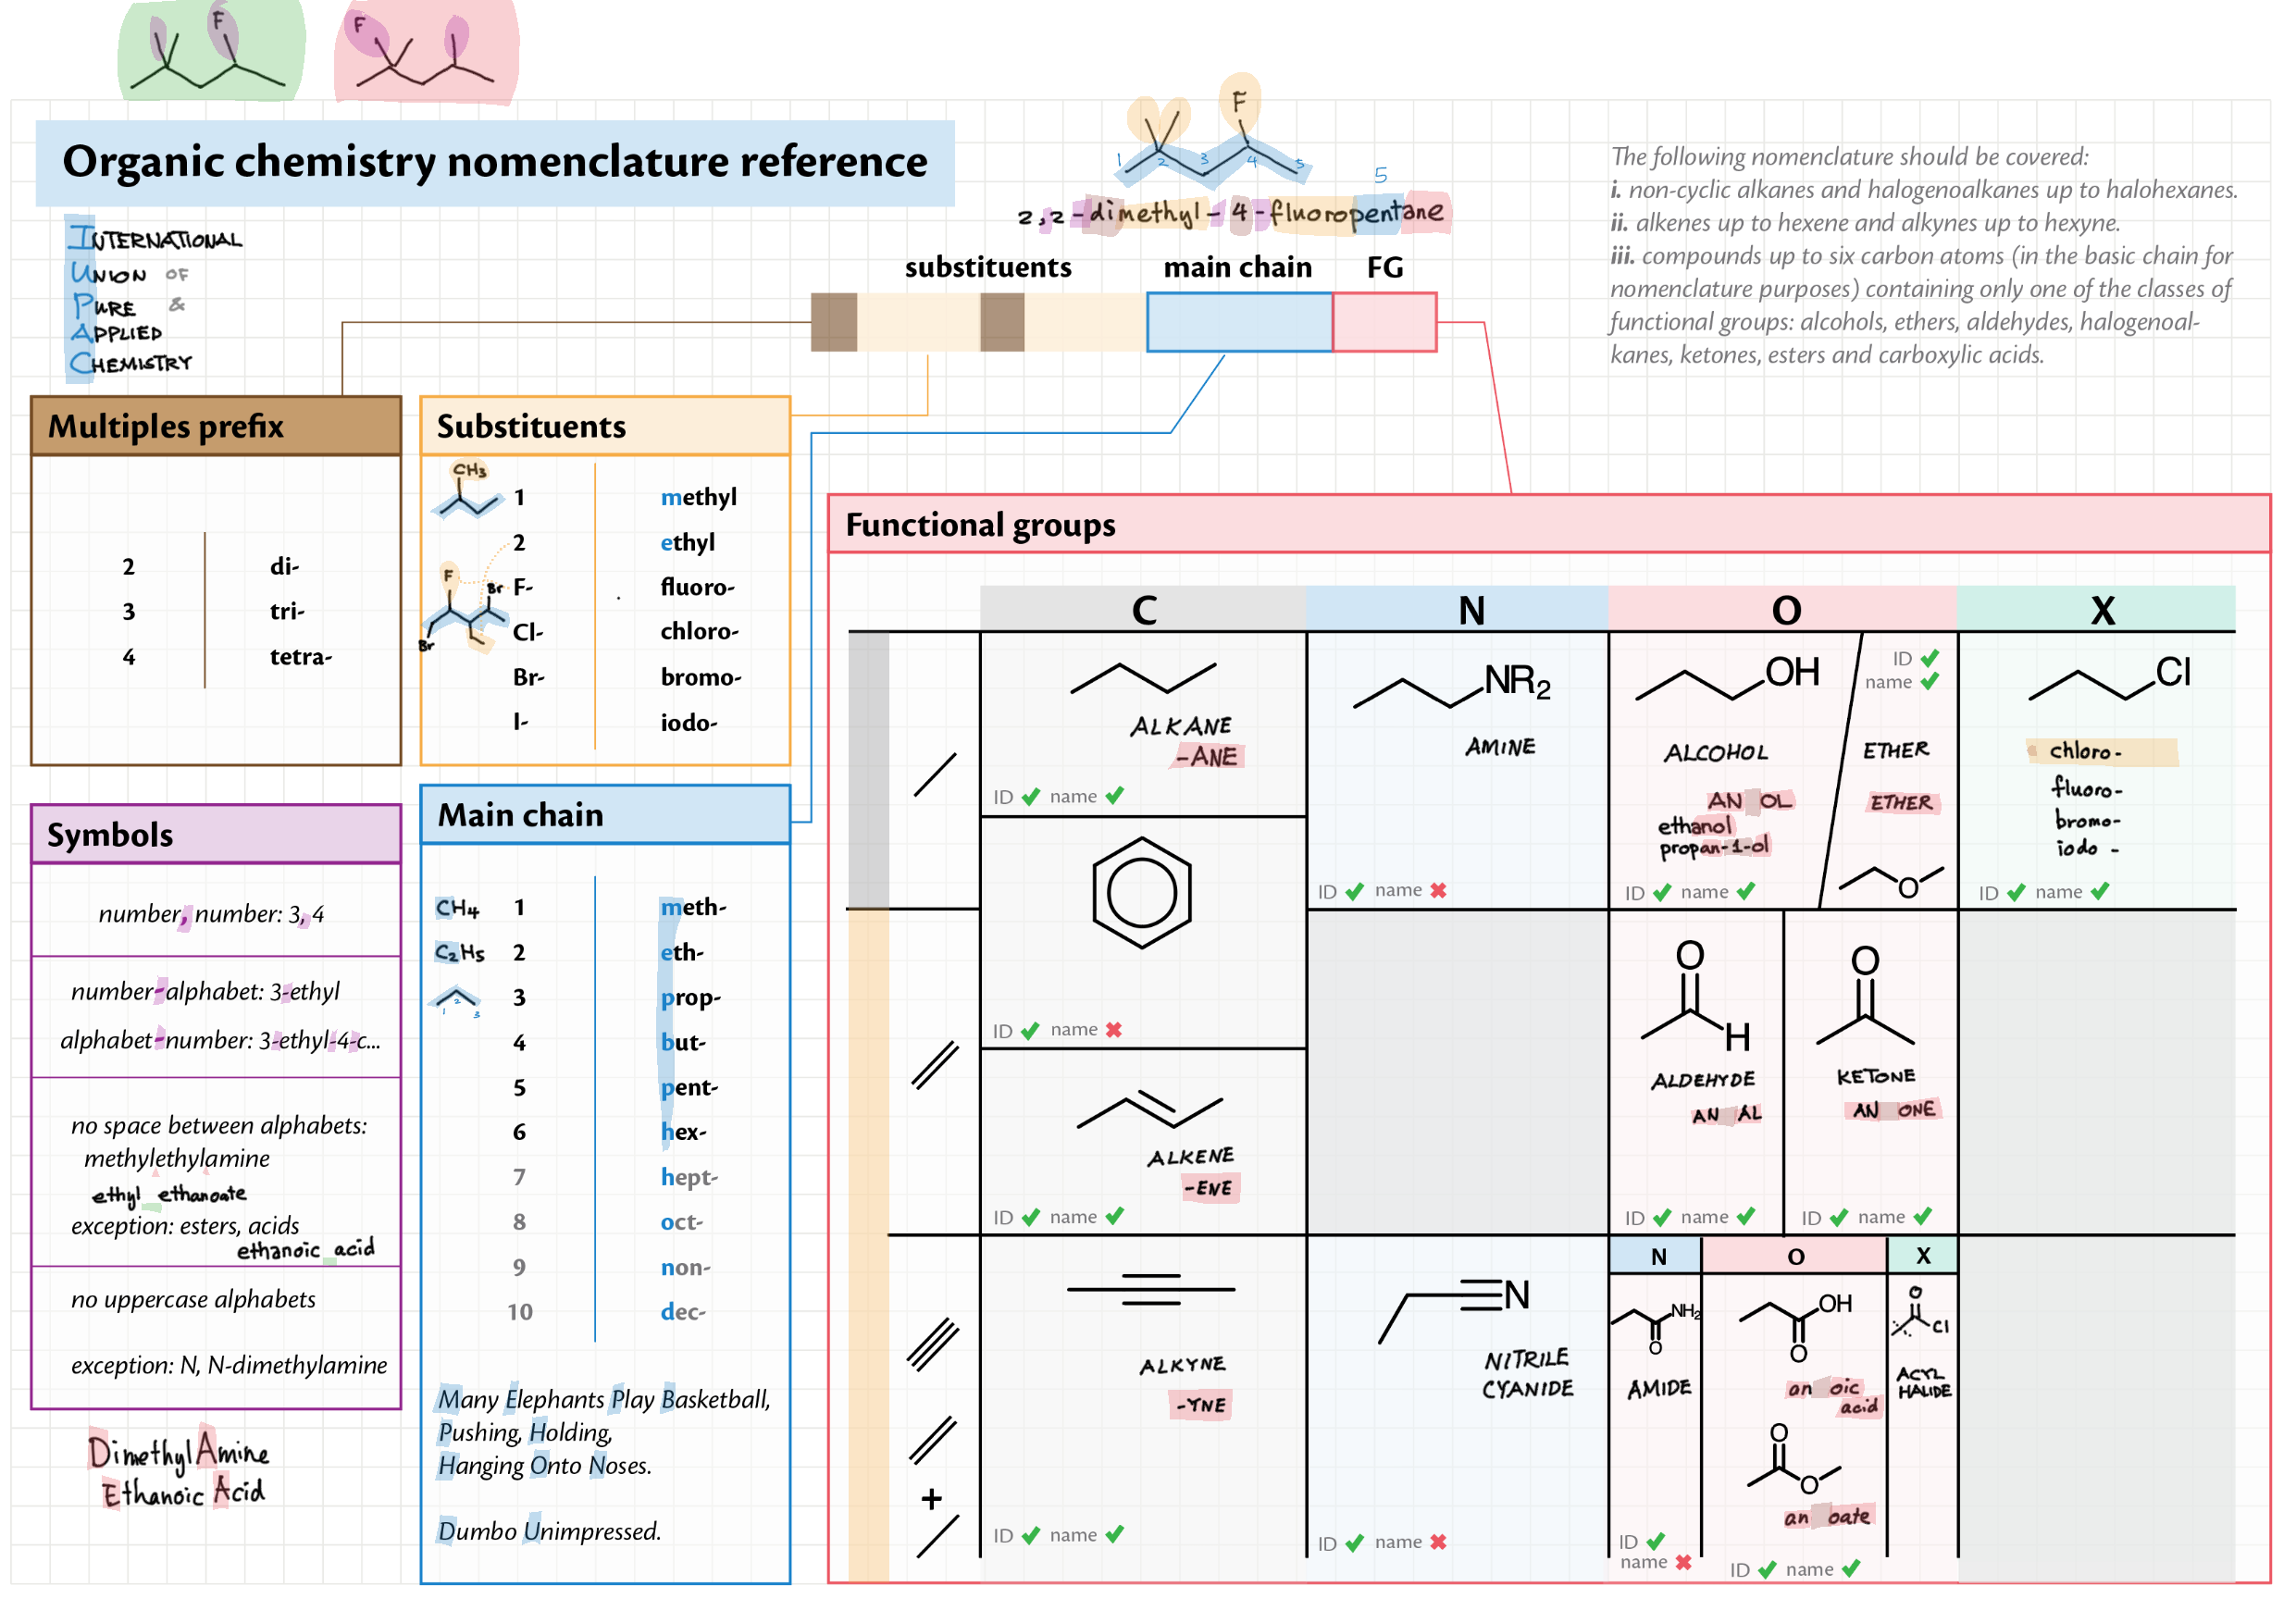 F
F
F
1 2 3 4 5
5
2,2-dimethyl-4-fluoropentane
Organic chemistry nomenclature reference
INTERNATIONAL
UNION OF
PURE &
APPLIED
CHEMISTRY
substituents main chain FG
The following nomenclature should be covered:
i. non-cyclic alkanes and halogenoalkanes up to halohexanes.
ii. alkenes up to hexene and alkynes up to hexyne.
iii. compounds up to six carbon atoms (in the basic chain for
nomenclature purposes) containing only one of the classes of
functional groups: alcohols, ethers, aldehydes, halogenoal-
kanes, ketones, esters and carboxylic acids.
Multiples prefix
2 di-
3 tri-
4 tetra-
Substituents
CH3
1 methyl
2 ethyl
F
Br
F- fluoro-
Cl- chloro-
Br
Br- bromo-
I- iodo-
Symbols
number, number: 3, 4
number-alphabet: 3-ethyl
alphabet-number: 3-ethyl-4-c...
no space between alphabets:
methylethylamine
ethyl ethanoate
exception: esters, acids
ethanoic acid
no uppercase alphabets
exception: N, N-dimethylamine
DimethylAmine
Ethanoic Acid
Main chain
CH4 1 meth-
C2H5 2 eth-
1 2 3
3 prop-
4 but-
5 pent-
6 hex-
7 hept-
8 oct-
9 non-
10 dec-
Many Elephants Play Basketball,
Pushing, Holding,
Hanging Onto Noses.
Dumbo Unimpressed.
Functional groups
C N O X
ALKANE
-ANE
ID ✔ name ✔
NR2
AMINE
ID ✔ name ✖
OH
ALCOHOL
AN OL
ethanol
propan-1-ol
ID ✔ name ✔
ID ✔
name ✔
ETHER
ETHER
O
Cl
chloro-
fluoro-
bromo-
iodo -
ID ✔ name ✔
ID ✔ name ✖
ALKENE
-ENE
ID ✔ name ✔
O
H
ALDEHYDE
AN AL
ID ✔ name ✔
O
KETONE
AN ONE
ID ✔ name ✔
ALKYNE
-YNE
ID ✔ name ✔
+
N
NITRILE
CYANIDE
ID ✔ name ✖
N O X
NH2
O
AMIDE
ID ✔
name ✖
OH
O
an oic
acid
O
O
an oate
ID ✔ name ✔
O
Cl
ACYL
HALIDE